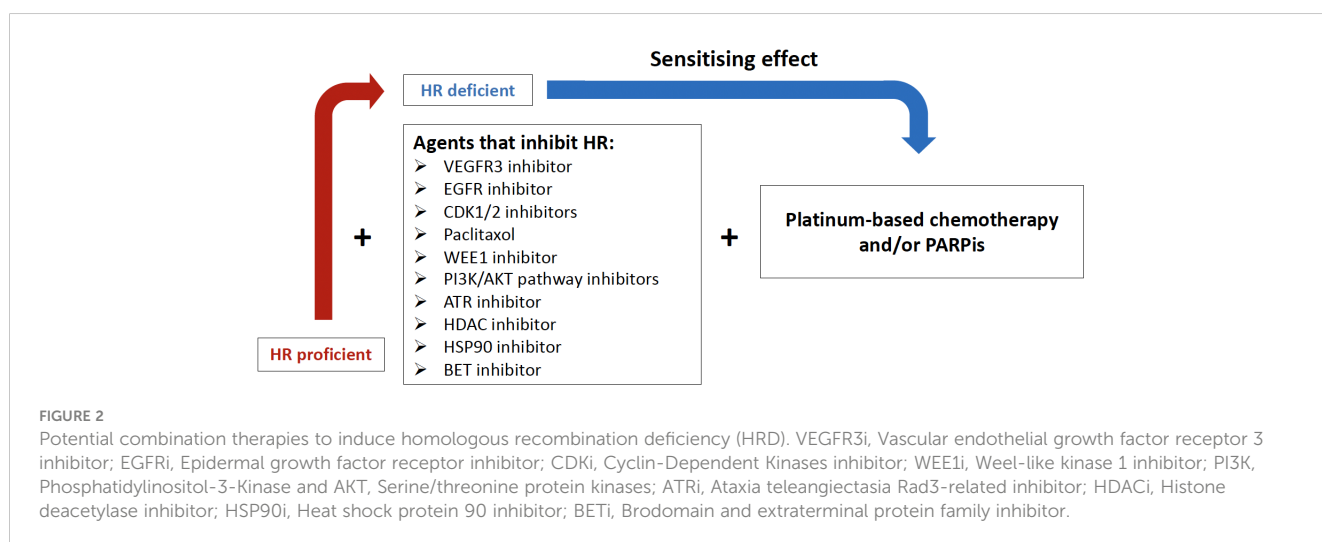 Sensitising effect
HR deficient
Agents that inhibit HR:
➤ VEGFR3 inhibitor
➤ EGFR inhibitor
➤ CDK1/2 inhibitors
➤ Paclitaxol
➤ WEE1 inhibitor
➤ PI3K/AKT pathway inhibitors
➤ ATR inhibitor
➤ HDAC inhibitor
➤ HSP90 inhibitor
➤ BET inhibitor
+
+
Platinum-based chemotherapy
and/or PARPis
HR proficient
FIGURE 2
Potential combination therapies to induce homologous recombination deficiency (HRD). VEGFR3i, Vascular endothelial growth factor receptor 3
inhibitor; EGFRi, Epidermal growth factor receptor inhibitor; CDKi, Cyclin-Dependent Kinases inhibitor; WEE1i, Weel-like kinase 1 inhibitor; PI3K,
Phosphatidylinositol-3-Kinase and AKT, Serine/threonine protein kinases; ATRi, Ataxia teleangiectasia Rad3-related inhibitor; HDACi, Histone
deacetylase inhibitor; HSP90i, Heat shock protein 90 inhibitor; BETi, Brodomain and extraterminal protein family inhibitor.